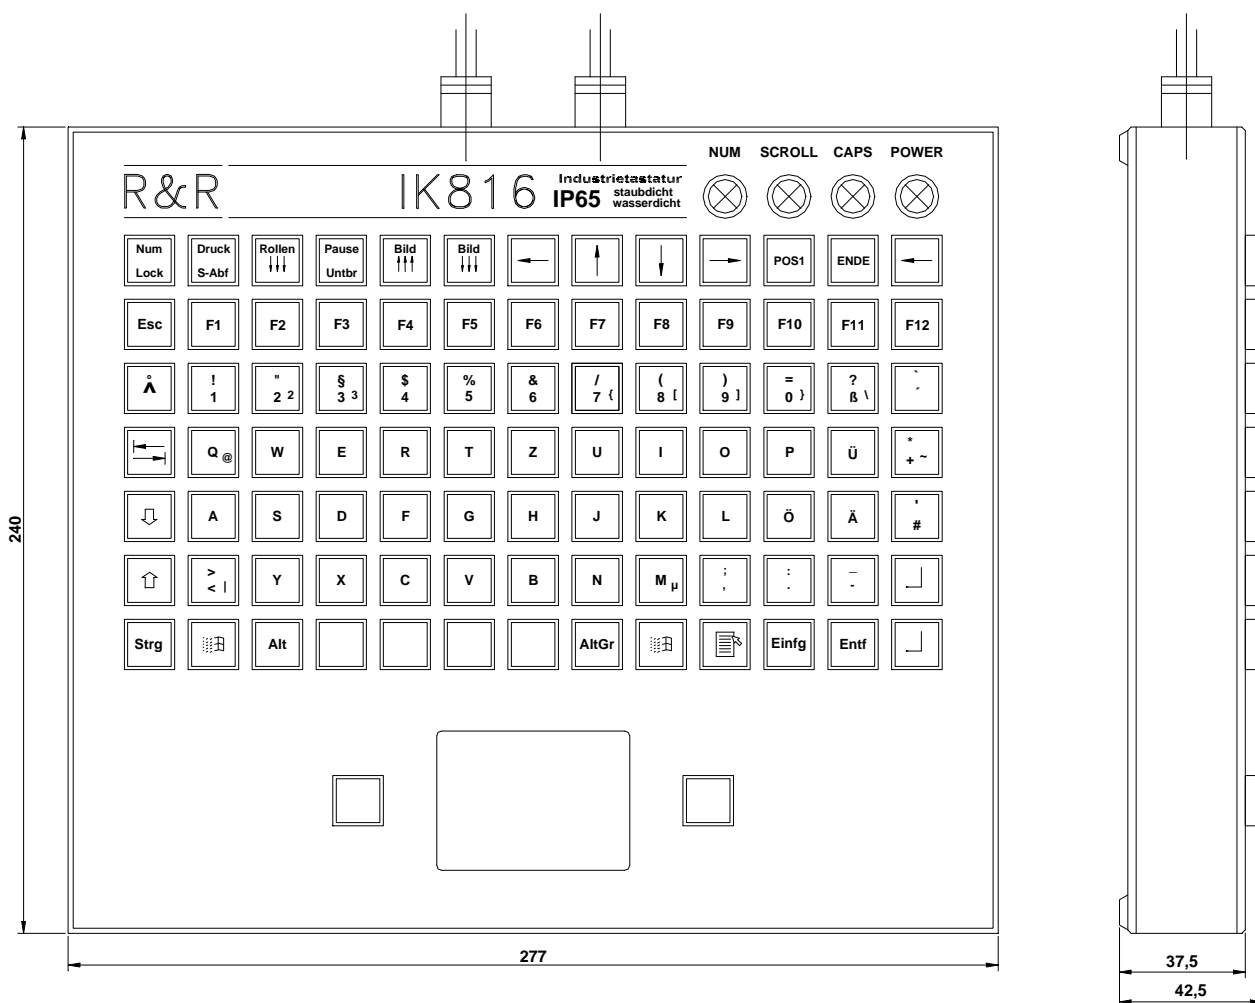 NUM SCROLL CAPS POWER
R&R IK816 Industrietastatur
IP65 staubdicht
wasserdicht
Num Druck Rollen Pause Bild Bild
Lock S-Abf Untbr POS1 ENDE
Esc F1 F2 F3 F4 F5 F6 F7 F8 F9 F10 F11 F12
° ! " § $ % & / ( ) = ? `
^ 1 2 2 3 3 4 5 6 7 { 8 [ 9 ] 0 } ß \ ´
Q @ W E R T Z U I O P Ü * + ~
A S D F G H J K L Ö Ä ' #
> < | Y X C V B N M µ ; , : . _ -
Strg Alt AltGr Einfg Entf
240
277
37,5
42,5